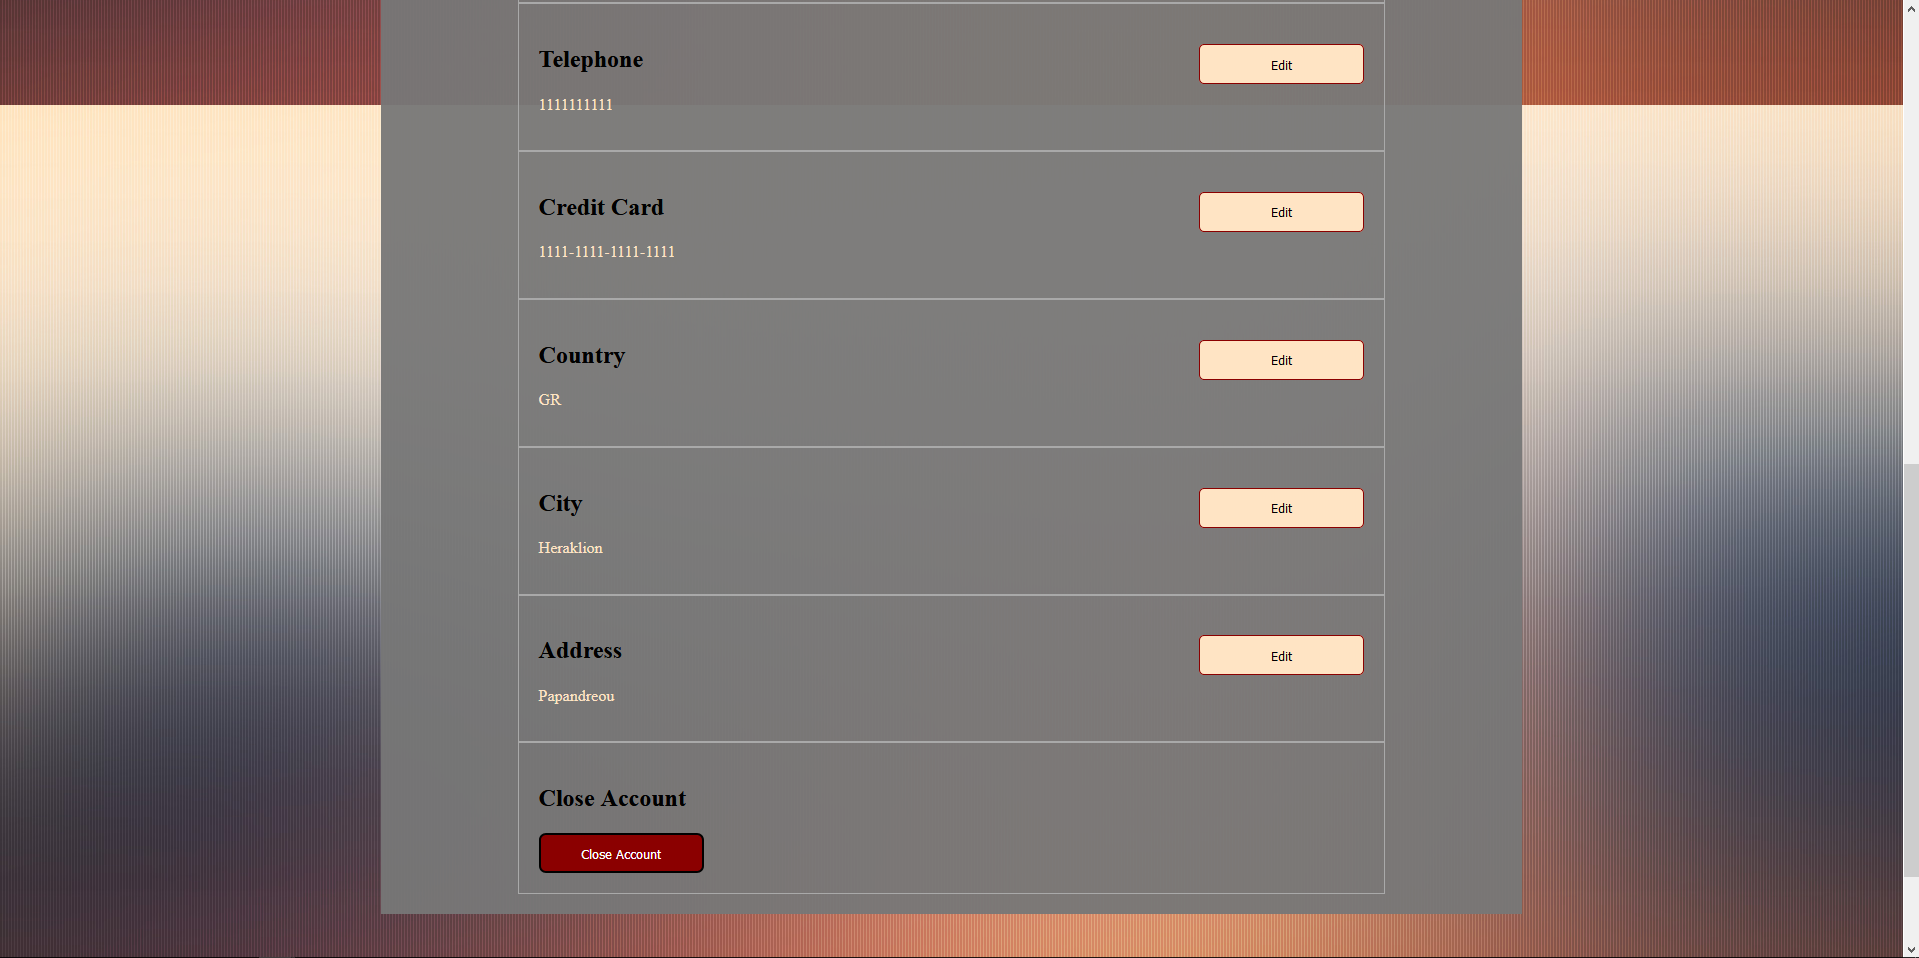 Telephone
Edit
1111111111
Credit Card
Edit
1111-1111-1111-1111
Country
Edit
GR
City
Edit
Heraklion
Address
Edit
Papandreou
Close Account
Close Account